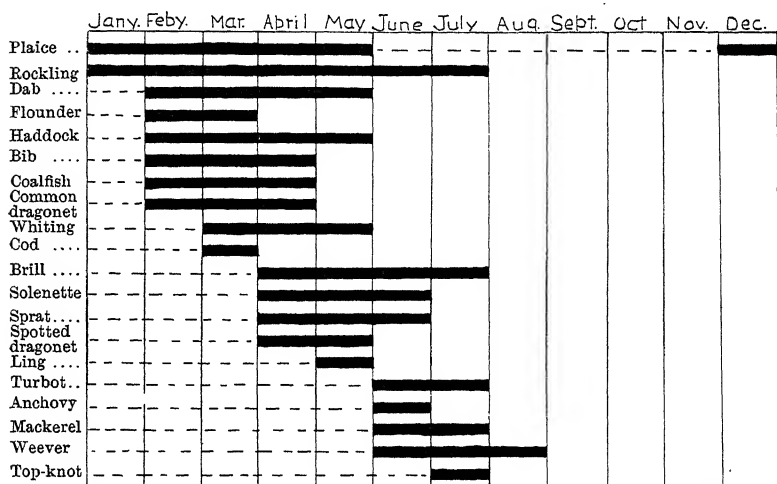 Jany. Feby. Mar. April May June July Aug. Sept. Oct Nov. Dec.
Plaice ..
Rockling
Dab ....
Flounder
Haddock
Bib ....
Coalfish
Common
dragonet
Whiting
Cod ....
Brill ....
Solenette
Sprat....
Spotted
dragonet
Ling ....
Turbot..
Anchovy
Mackerel
Weever
Top-knot